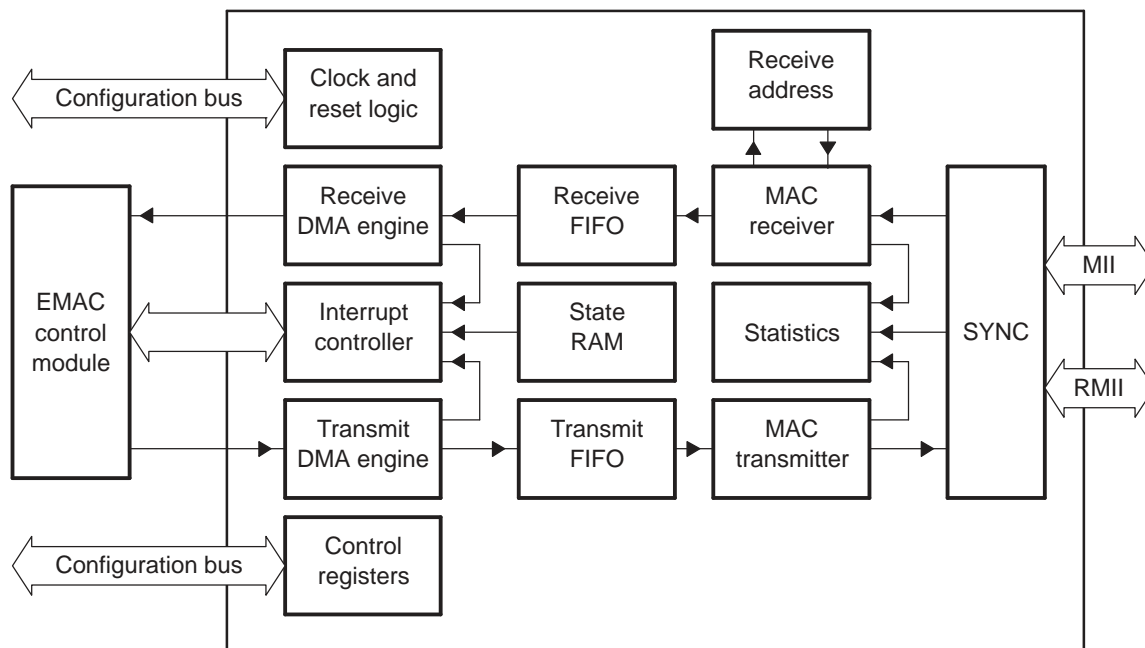 Clock and
reset logic
Receive
address
Configuration bus
Receive
DMA engine
Receive
FIFO
MAC
receiver
MII
EMAC
control
module
Interrupt
controller
State
RAM
Statistics
SYNC
RMII
Transmit
DMA engine
Transmit
FIFO
MAC
transmitter
Configuration bus
Control
registers